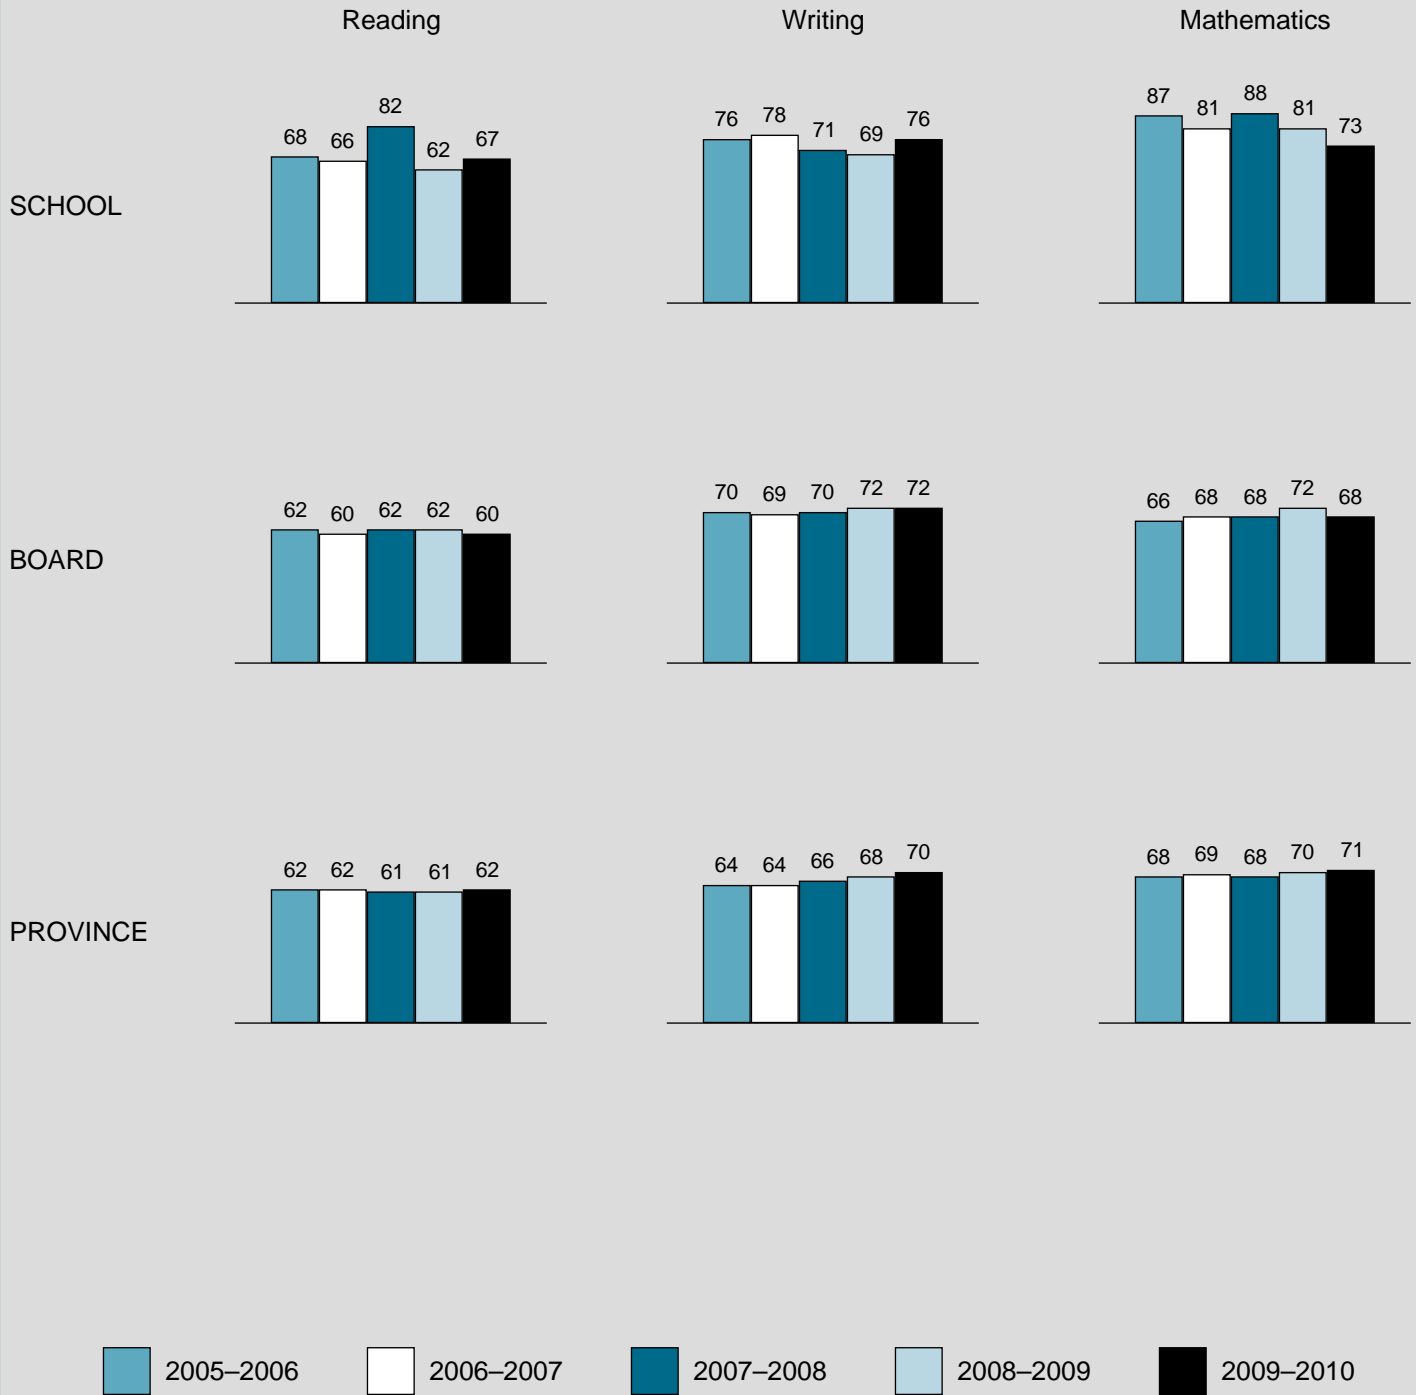 Reading Writing Mathematics
SCHOOL
68 66 82 62 67
76 78 71 69 76
87 81 88 81 73
BOARD
62 60 62 62 60
70 69 70 72 72
66 68 68 72 68
PROVINCE
62 62 61 61 62
64 64 66 68 70
68 69 68 70 71
2005–2006 2006–2007 2007–2008 2008–2009 2009–2010